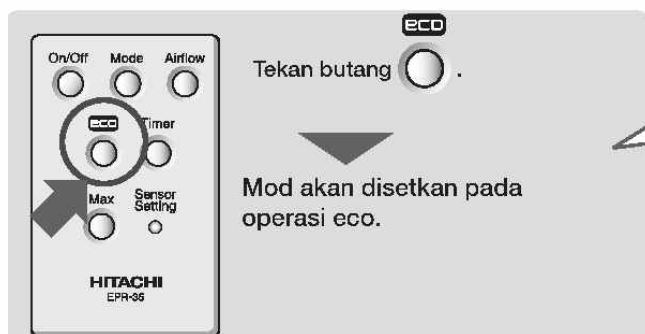 On/Off Mode Airflow
eco Timer
Max Sensor Setting
HITACHI
EPR-35
eco
Tekan butang .
Mod akan disetkan pada
operasi eco.